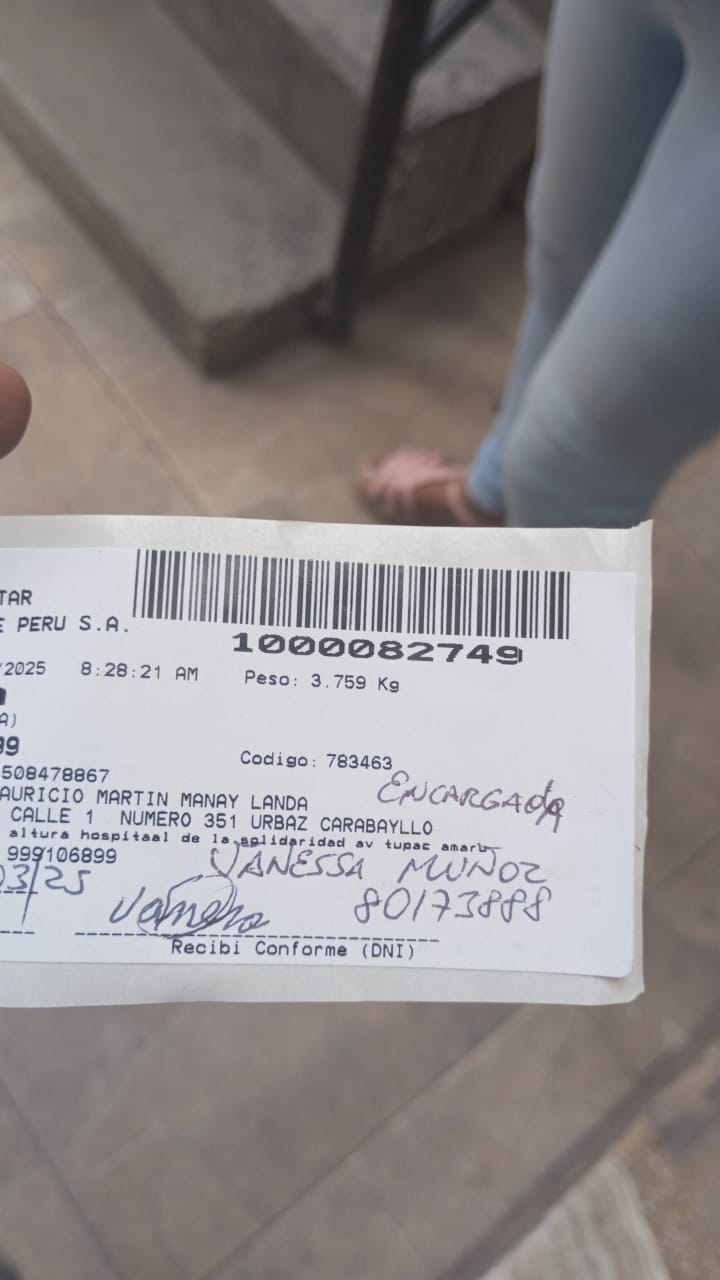 TAR
E PERU S.A.
1000082749
/2025 8:28:21 AM Peso: 3.759 Kg
A)
99
Codigo: 783463
508478867
ENCARGADA
AURICIO MARTIN MANAY LANDA
CALLE 1 NUMERO 351 URBAZ CARABAYLLO
altura hospitaal de la solidaridad av tupac amaru
999106899
VANESSA MUÑOZ
03/25
80173888
Recibi Conforme (DNI)